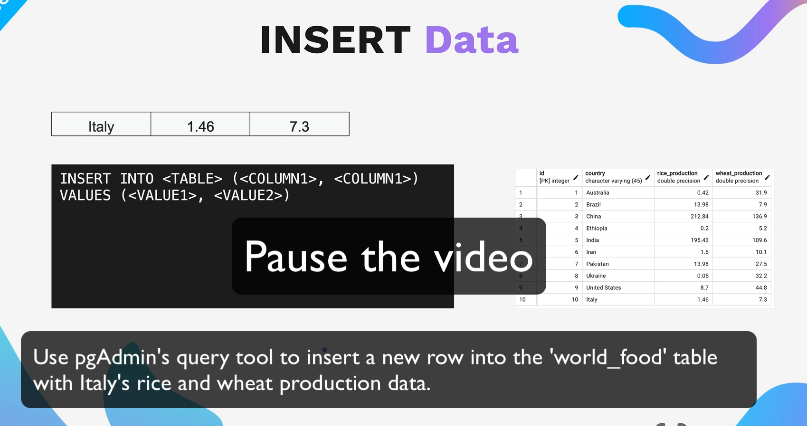 INSERT Data
Italy 1.46 7.3
INSERT INTO <TABLE> (<COLUMN1>, <COLUMN1>)
VALUES (<VALUE1>, <VALUE2>)
id country rice_production wheat_production
[PK] integer character varying (45) double precision double precision
1 1 Australia 0.42 31.9
2 2 Brazil 13.98 7.9
3 3 China 212.84 136.9
4 4 Ethiopia 0.2 5.2
5 5 India 195.43 109.6
6 Iran 1.6 10.1
7 Pakistan 13.98 27.5
8 Ukraine 0.05 32.2
9 9 United States 8.7 44.8
10 10 Italy 1.46 7.3
Pause the video
Use pgAdmin's query tool to insert a new row into the 'world_food' table
with Italy's rice and wheat production data.